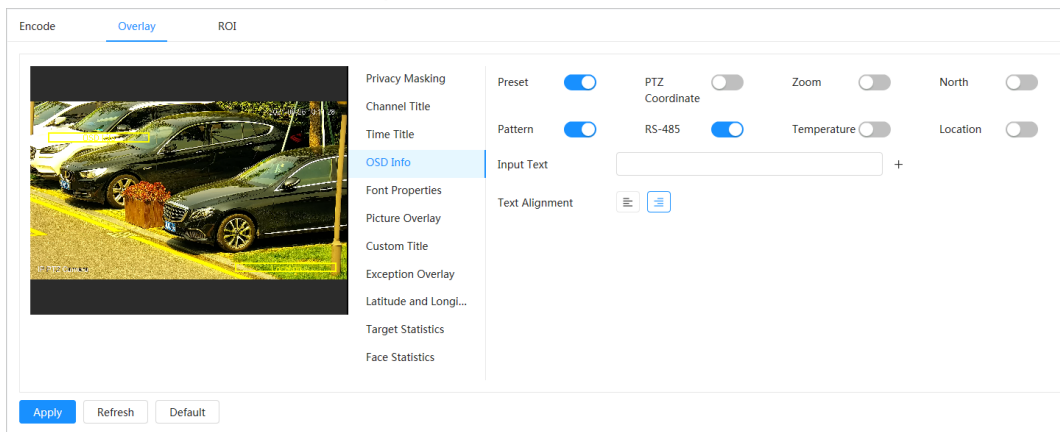 Encode Overlay ROI
Privacy Masking
Channel Title
Time Title
OSD Info
Font Properties
Picture Overlay
Custom Title
Exception Overlay
Latitude and Longi...
Target Statistics
Face Statistics
Preset PTZ Coordinate Zoom North
Pattern RS-485 Temperature Location
Input Text +
Text Alignment
Apply Refresh Default